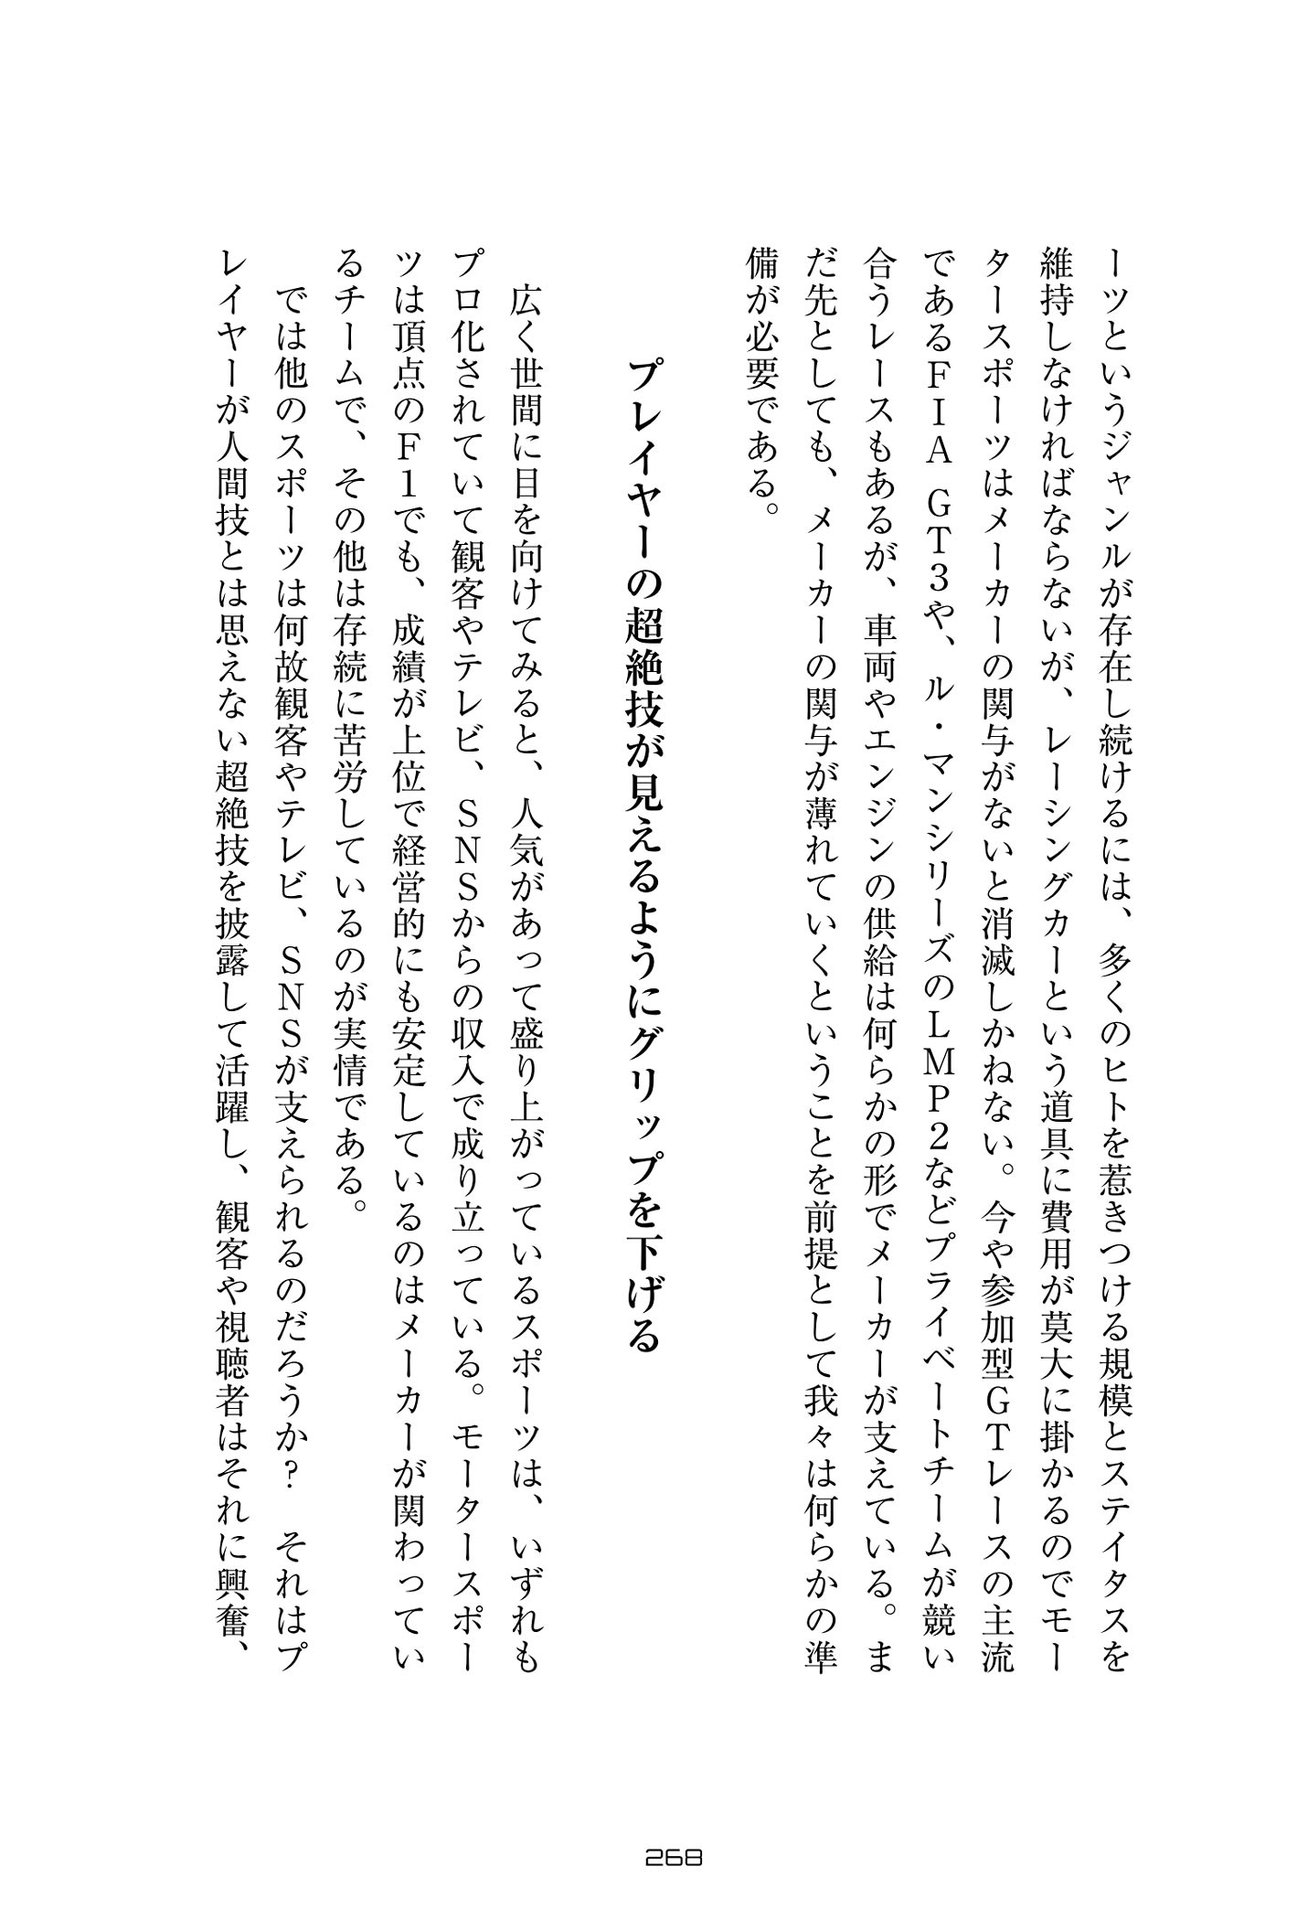 ーツというジャンルが存在し続けるには、多くのヒトを惹きつける規模とステイタスを
維持しなければならないが、レーシングカーという道具に費用が莫大に掛かるのでモー
タースポーツはメーカーの関与がないと消滅しかねない。今や参加型GTレースの主流
であるFIA GT3や、ル・マンシリーズのLMP2などプライベートチームが競い
合うレースもあるが、車両やエンジンの供給は何らかの形でメーカーが支えている。ま
だ先としても、メーカーの関与が薄れていくということを前提として我々は何らかの準
備が必要である。
プレイヤーの超絶技が見えるようにグリップを下げる
広く世間に目を向けてみると、人気があって盛り上がっているスポーツは、いずれも
プロ化されていて観客やテレビ、SNSからの収入で成り立っている。モータースポー
ツは頂点のF1でも、成績が上位で経営的にも安定しているのはメーカーが関わってい
るチームで、その他は存続に苦労しているのが実情である。
では他のスポーツは何故観客やテレビ、SNSが支えられるのだろうか? それはプ
レイヤーが人間技とは思えない超絶技を披露して活躍し、観客や視聴者はそれに興奮、
268